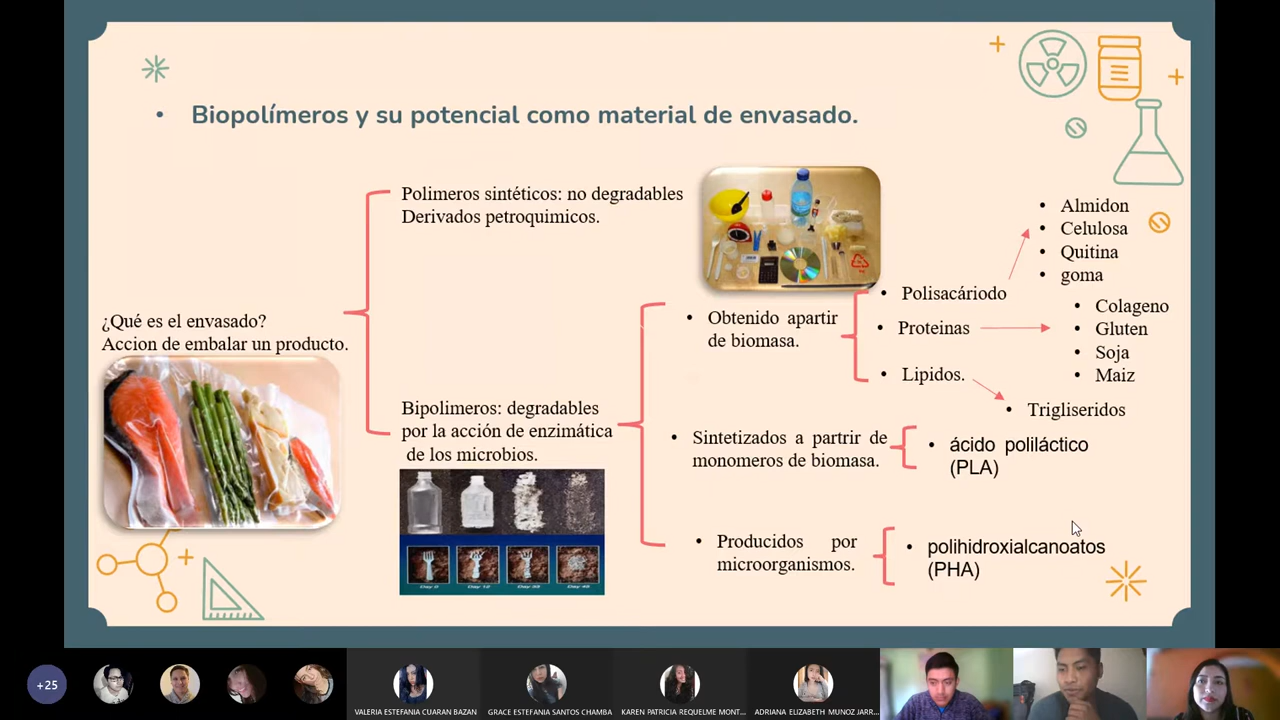 Biopolímeros y su potencial como material de envasado.
¿Qué es el envasado?
Accion de embalar un producto.
Polimeros sintéticos: no degradables
Derivados petroquimicos.
Bipolimeros: degradables
por la acción de enzimática
de los microbios.
Day 0
Day 12
Obtenido apartir
de biomasa.
Polisacáriodo
Proteinas
Lipidos.
Almidon
Celulosa
Quitina
goma
Colageno
Gluten
Soja
Maiz
Trigliseridos
Sintetizados a partrir de
monomeros de biomasa.
ácido poliláctico
(PLA)
Producidos por
microorganismos.
polihidroxialcanoatos
(PHA)
+25
VALERIA ESTEFANIA CUARAN BAZAN
GRACE ESTEFANIA SANTOS CHAMBA
KAREN PATRICIA REQUELME MONT...
ADRIANA ELIZABETH MUNOZ JARR...